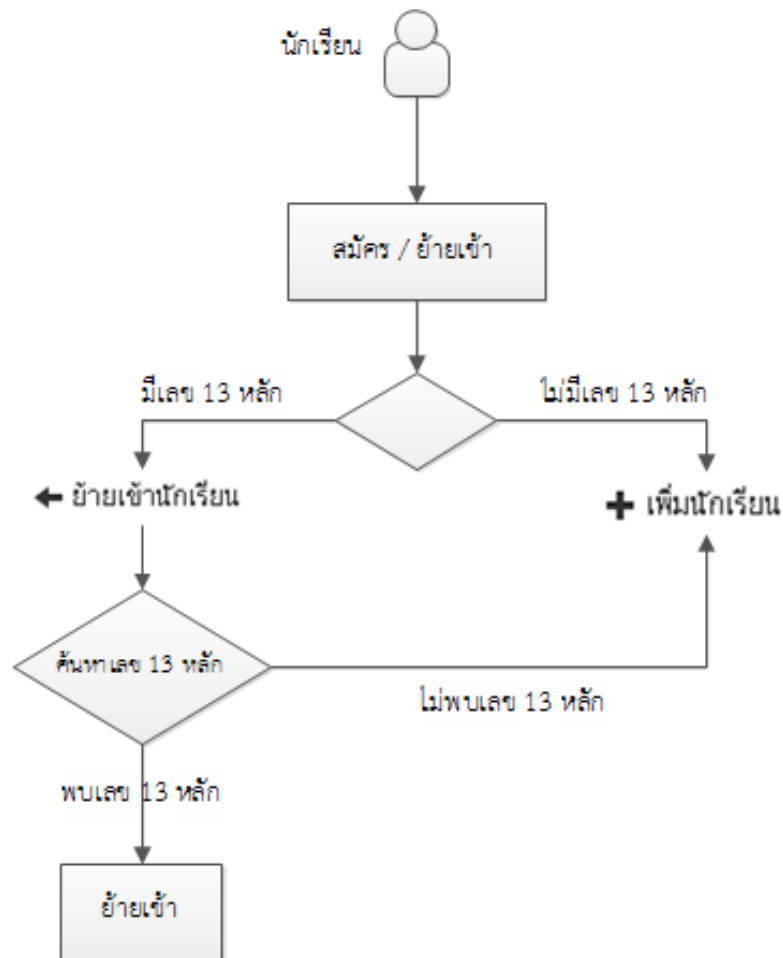 นักเรียน
สมัคร / ย้ายเข้า
มีเลข 13 หลัก
ไม่มีเลข 13 หลัก
ย้ายเข้านักเรียน
เพิ่มนักเรียน
ค้นหาเลข 13 หลัก
ไม่พบเลข 13 หลัก
พบเลข 13 หลัก
ย้ายเข้า